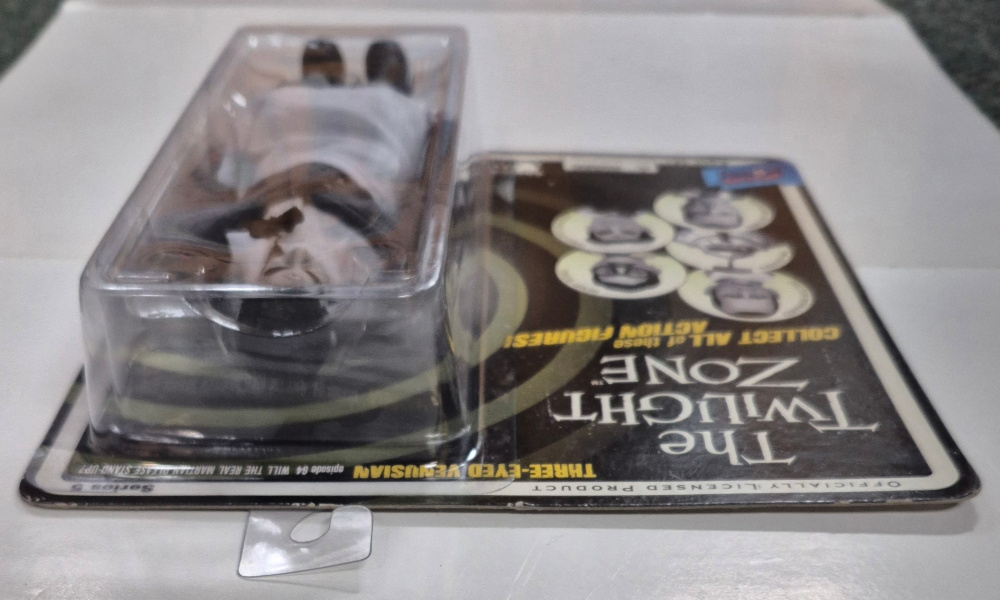 Officially Licensed Product
Series 5
THREE-EYED VENUSIAN
episode 64 WILL THE REAL MARTIAN PLEASE STAND UP?
The
TWILIGHT
ZONE
COLLECT ALL of these
ACTION FIGURES!